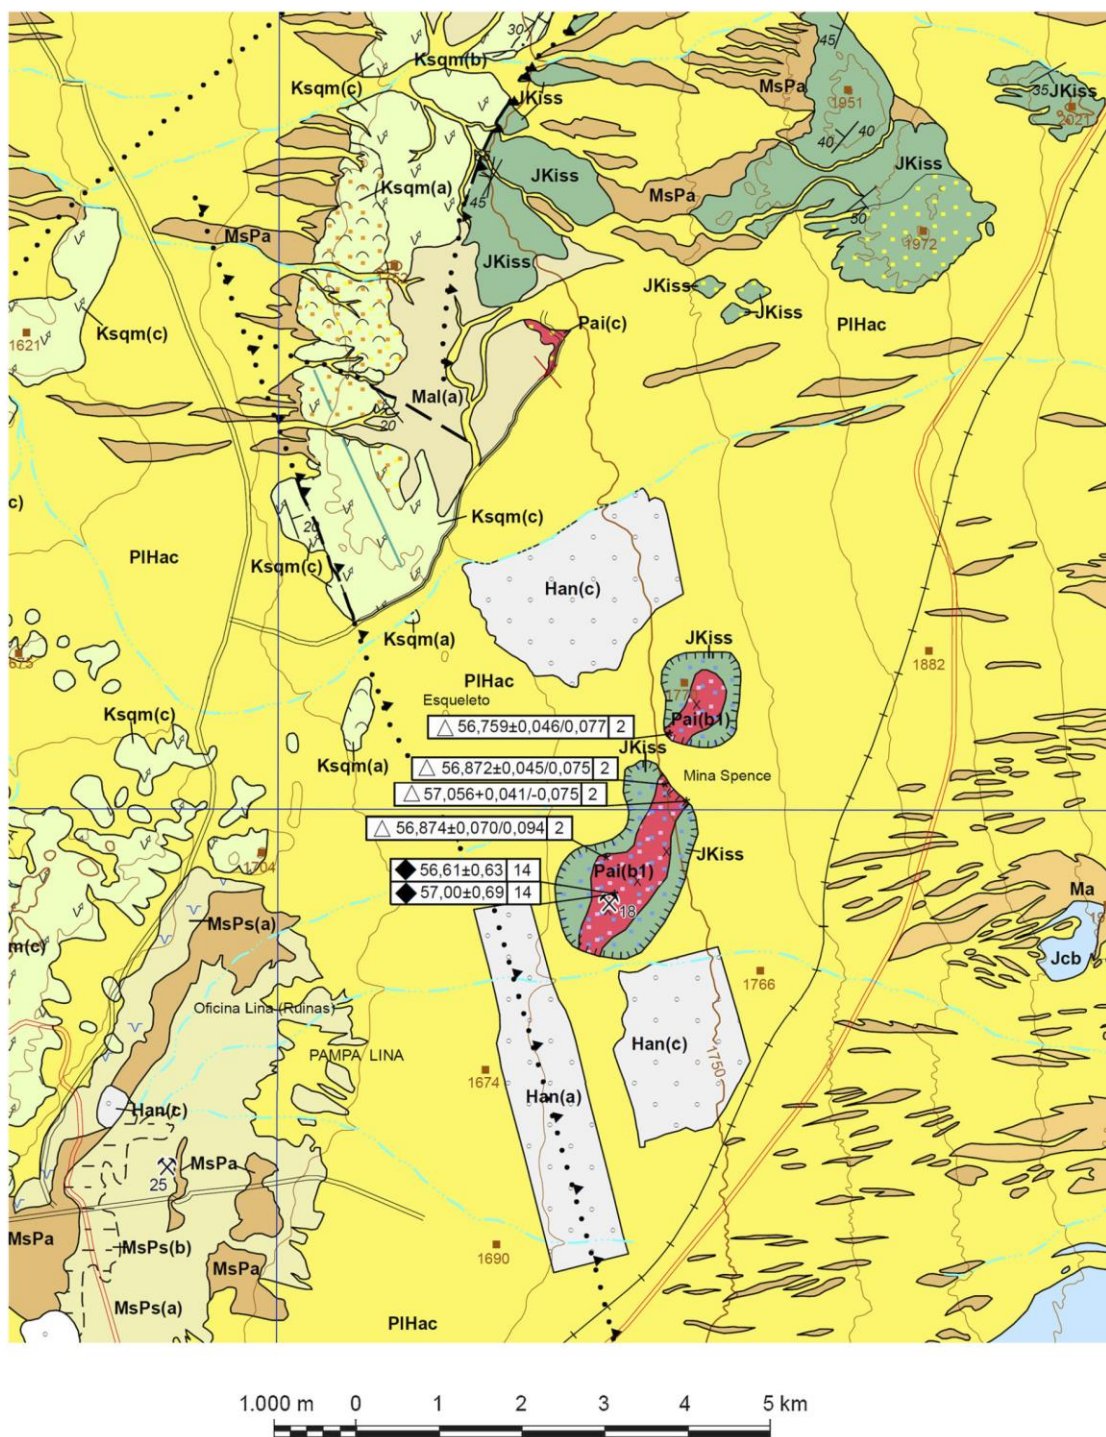 30
Ksqm(b)
45
Ksqm(c)
JKiss
MsPa
1951
35
JKiss
2021
40
40
Ksqm(a)
JKiss
JKiss
45
MsPa
50
MsPa
1972
JKiss
JKiss
JKiss
Ksqm(c)
Pai(c)
PlHac
1621
Mal(a)
20
c)
Ksqm(c)
20
PlHac
Ksqm(c)
Han(c)
Ksqm(a)
JKiss
1882
PlHac
Esqueleto
Pai(b1)
Ksqm(c)
56,759±0,046/0,077 2
JKiss
Ksqm(a)
56,872±0,045/0,075 2
Mina Spence
57,056+0,041/-0,075 2
56,874±0,070/0,094 2
1704
JKiss
56,61±0,63 14
Pai(b1)
57,00±0,69 14
Ma
18
MsPs(a)
m(c)
Jcb
1766
Oficina Lina (Ruinas)
PAMPA LINA
Han(c)
1750
1674
Han(a)
Han(c)
MsPa
25
MsPa
MsPs(b)
1690
MsPa
MsPs(a)
PlHac
1.000 m 0 1 2 3 4 5 km